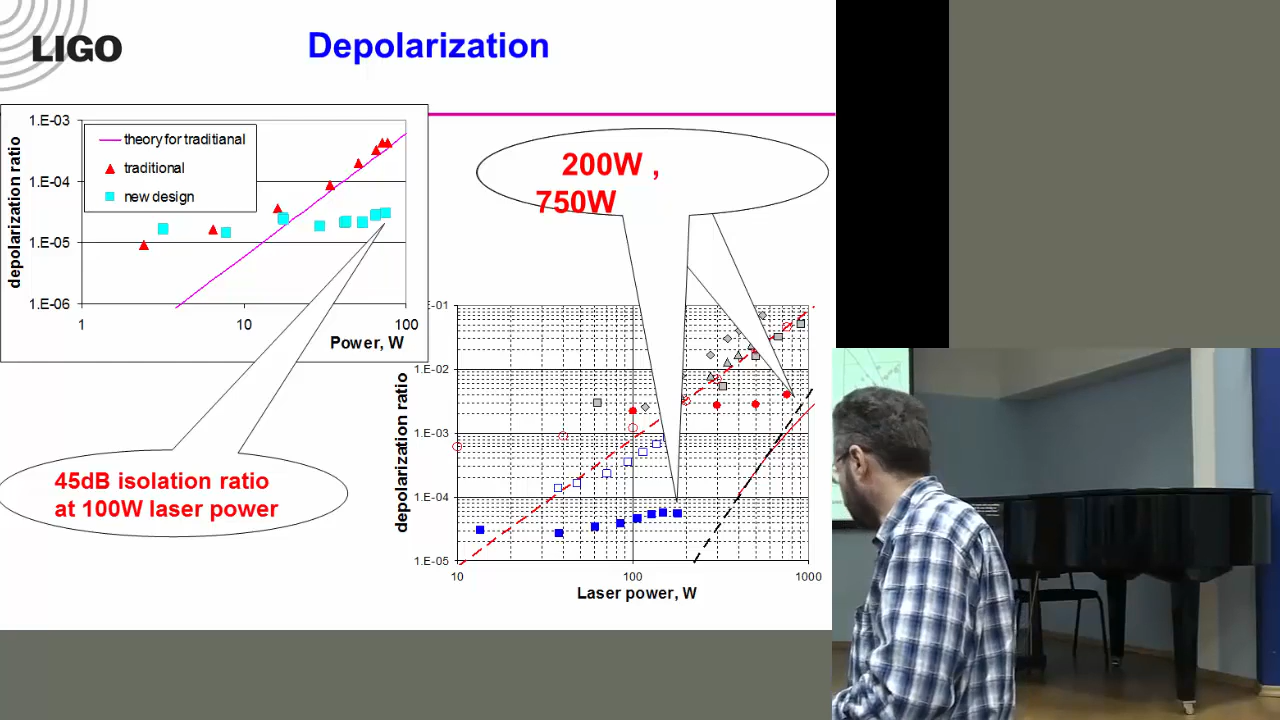 LIGO
Depolarization
1.E-03
1.E-04
1.E-05
1.E-06
depolarization ratio
theory for traditianal
traditional
new design
1
10
100
Power, W
200W ,
750W
45dB isolation ratio
at 100W laser power
-01
1.E-02
1.E-03
1.E-04
1.E-05
depolarization ratio
10
100
1000
Laser power, W